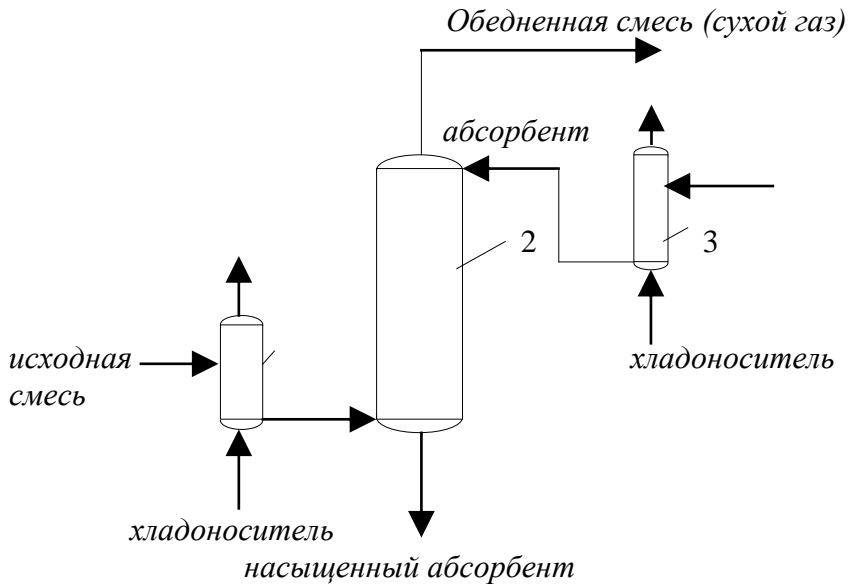 Обедненная смесь (сухой газ)
абсорбент
2
3
исходная
смесь
хладоноситель
хладоноситель
насыщенный абсорбент